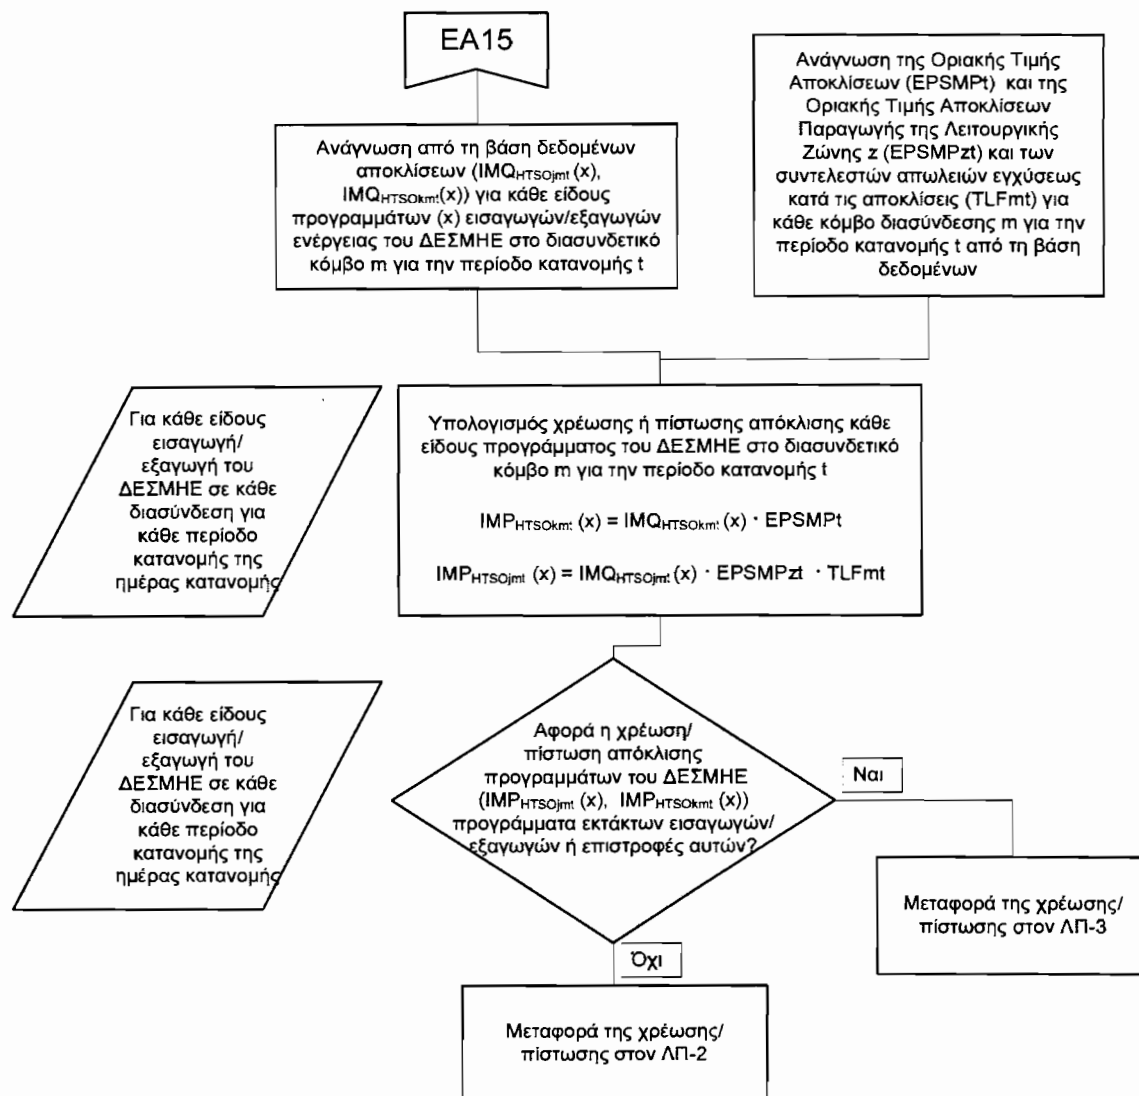 EA15
Ανάγνωση από τη βάση δεδομένων
αποκλίσεων (IMQHTSOjmt (x),
IMQHTSOkmt(x)) για κάθε είδους
προγραμμάτων (x) εισαγωγών/εξαγωγών
ενέργειας του ΔΕΣΜΗΕ στο διασυνδετικό
κόμβο m για την περίοδο κατανομής t
Ανάγνωση της Οριακής Τιμής
Αποκλίσεων (EPSMPt) και της
Οριακής Τιμής Αποκλίσεων
Παραγωγής της Λειτουργικής
Ζώνης z (EPSMPzt) και των
συντελεστών απωλειών εγχύσεως
κατά τις αποκλίσεις (TLFmt) για
κάθε κόμβο διασύνδεσης m για την
περίοδο κατανομής t από τη βάση
δεδομένων
Για κάθε είδους
εισαγωγή/
εξαγωγή του
ΔΕΣΜΗΕ σε κάθε
διασύνδεση για
κάθε περίοδο
κατανομής της
ημέρας κατανομής
Υπολογισμός χρέωσης ή πίστωσης απόκλισης κάθε
είδους προγράμματος του ΔΕΣΜΗΕ στο διασυνδετικό
κόμβο m για την περίοδο κατανομής t
IMPHTSOkmt (x) = IMQHTSOkmt (x) · EPSMPt
IMPHTSOjmt (x) = IMQHTSOjmt (x) · EPSMPzt · TLFmt
Για κάθε είδους
εισαγωγή/
εξαγωγή του
ΔΕΣΜΗΕ σε κάθε
διασύνδεση για
κάθε περίοδο
κατανομής της
ημέρας κατανομής
Αφορά η χρέωση/
πίστωση απόκλισης
προγραμμάτων του ΔΕΣΜΗΕ
(IMPHTSOjmt (x), IMPHTSOkmt (x))
προγράμματα εκτάκτων εισαγωγών/
εξαγωγών ή επιστροφές αυτών?
Ναι
Μεταφορά της χρέωσης/
πίστωσης στον ΛΠ-3
Όχι
Μεταφορά της χρέωσης/
πίστωσης στον ΛΠ-2